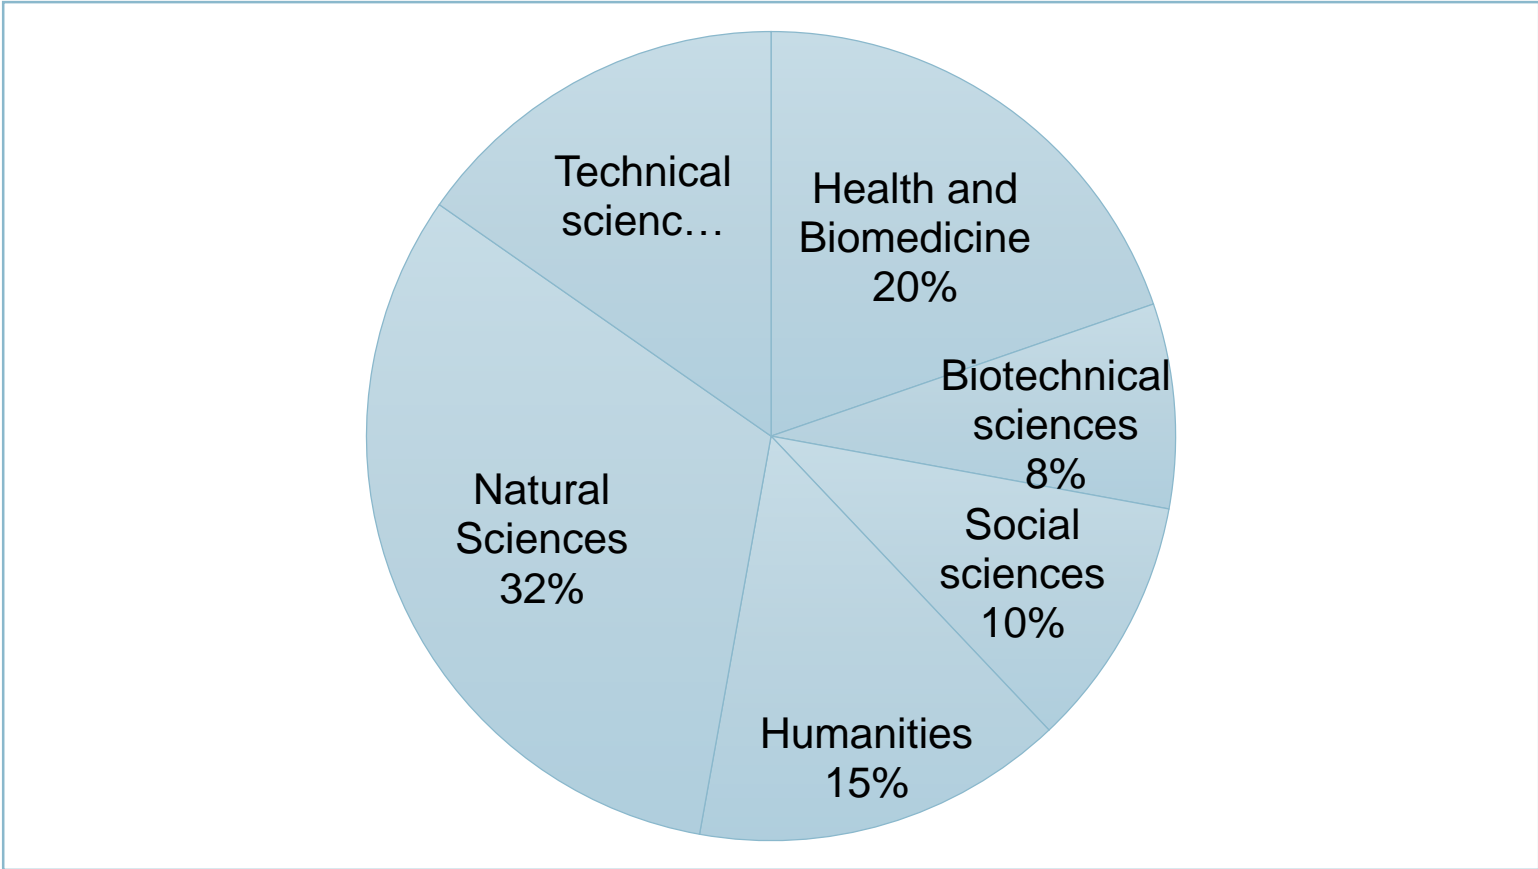 Technical
scienc…
Health and
Biomedicine
20%
Biotechnical
sciences
8%
Social
sciences
10%
Humanities
15%
Natural
Sciences
32%